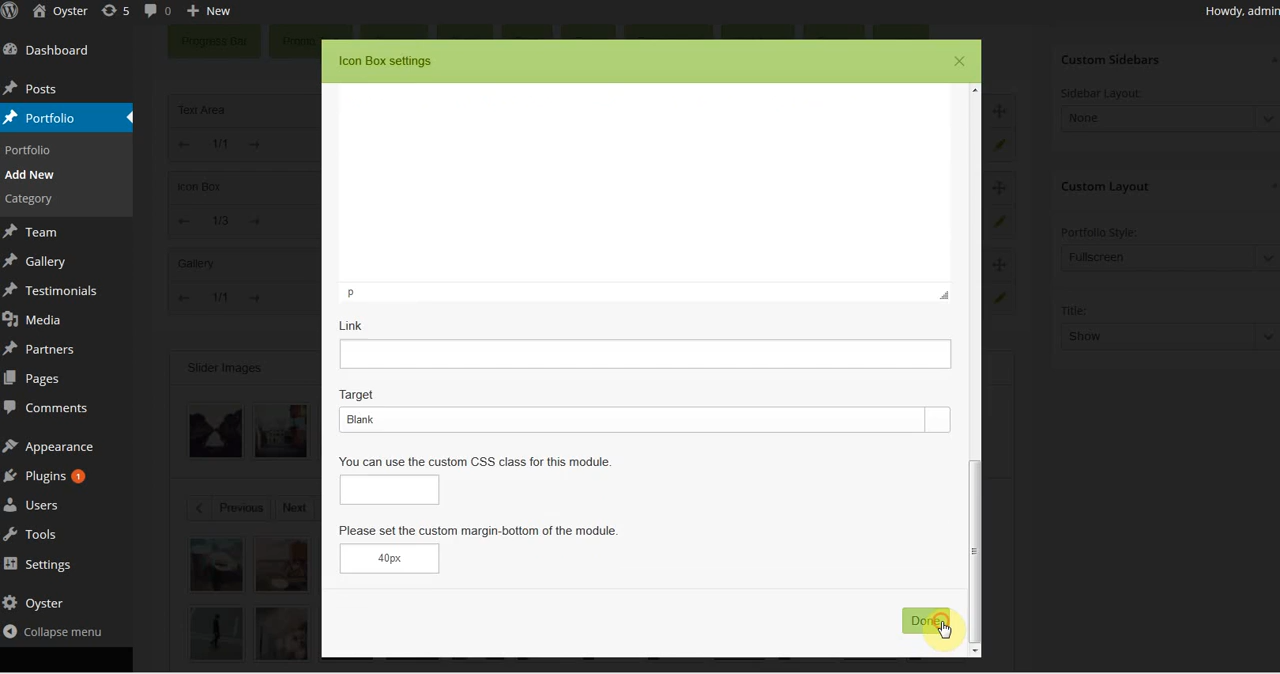 Oyster 5 0 New Howdy, admin
Progress Bar
Icon Box settings
Dashboard
Posts
Portfolio
Portfolio
Add New
Category
Team
Gallery
Testimonials
Media
Partners
Pages
Comments
Appearance
Plugins 1
Users
Tools
Settings
Oyster
Collapse menu
Text Area
1/1
Icon Box
1/3
Gallery
1/1
Slider Images
Previous Next
p
Link
Target
Blank
You can use the custom CSS class for this module.
Please set the custom margin-bottom of the module.
40px
Done
Custom Sidebars
Sidebar Layout:
None
Custom Layout
Portfolio Style:
Fullscreen
Title:
Show